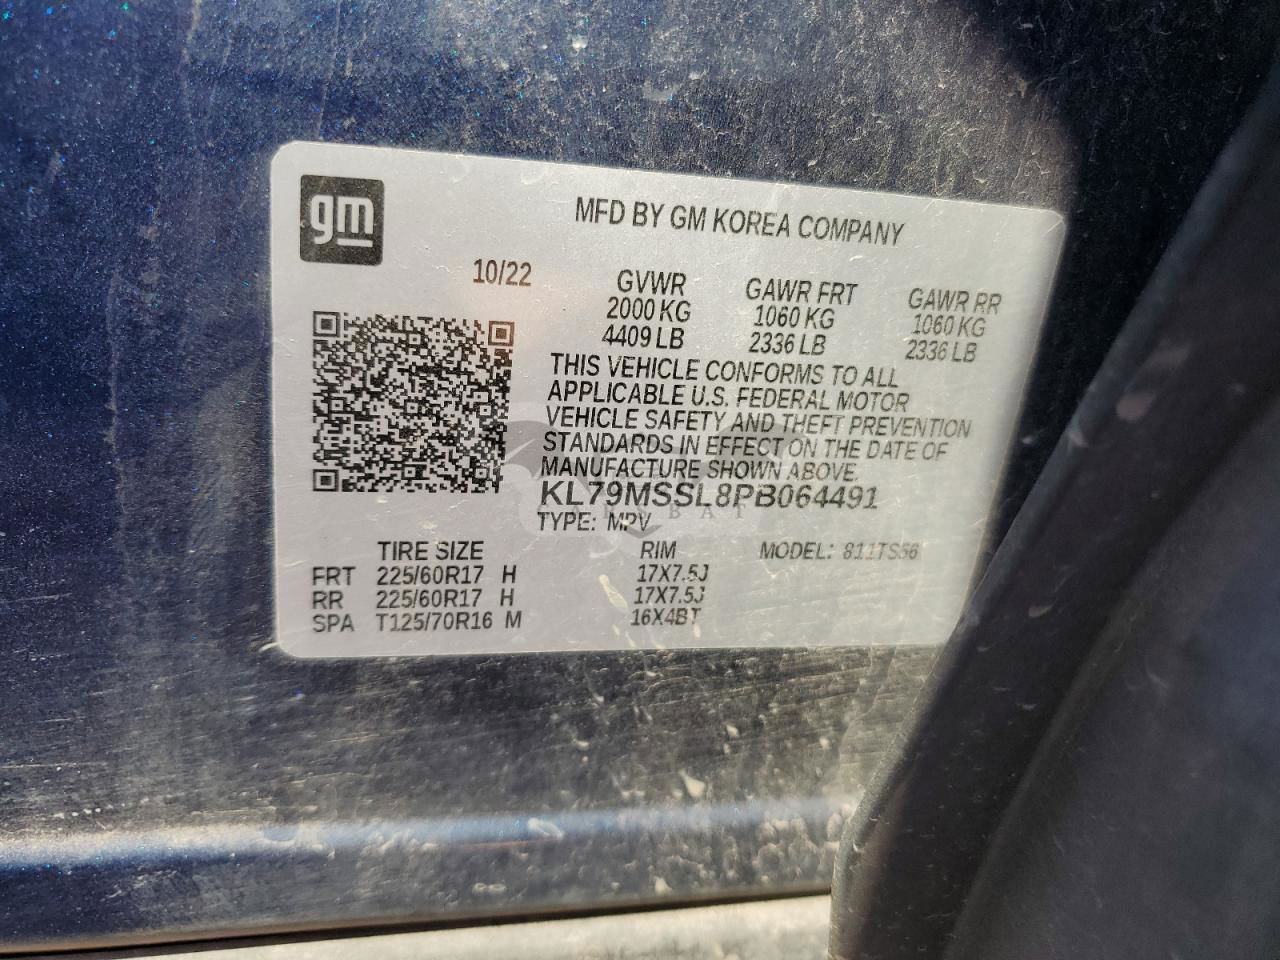 gm
MFD BY GM KOREA COMPANY
10/22 GVWR GAWR FRT GAWR RR
2000 KG 1060 KG 1060 KG
4409 LB 2336 LB 2336 LB
THIS VEHICLE CONFORMS TO ALL
APPLICABLE U.S. FEDERAL MOTOR
VEHICLE SAFETY AND THEFT PREVENTION
STANDARDS IN EFFECT ON THE DATE OF
MANUFACTURE SHOWN ABOVE.
KL79MSSL8PB064491
TYPE: MPV
TIRE SIZE RIM MODEL: 811TS56
FRT 225/60R17 H 17X7.5J
RR 225/60R17 H 17X7.5J
SPA T125/70R16 M 16X4BT